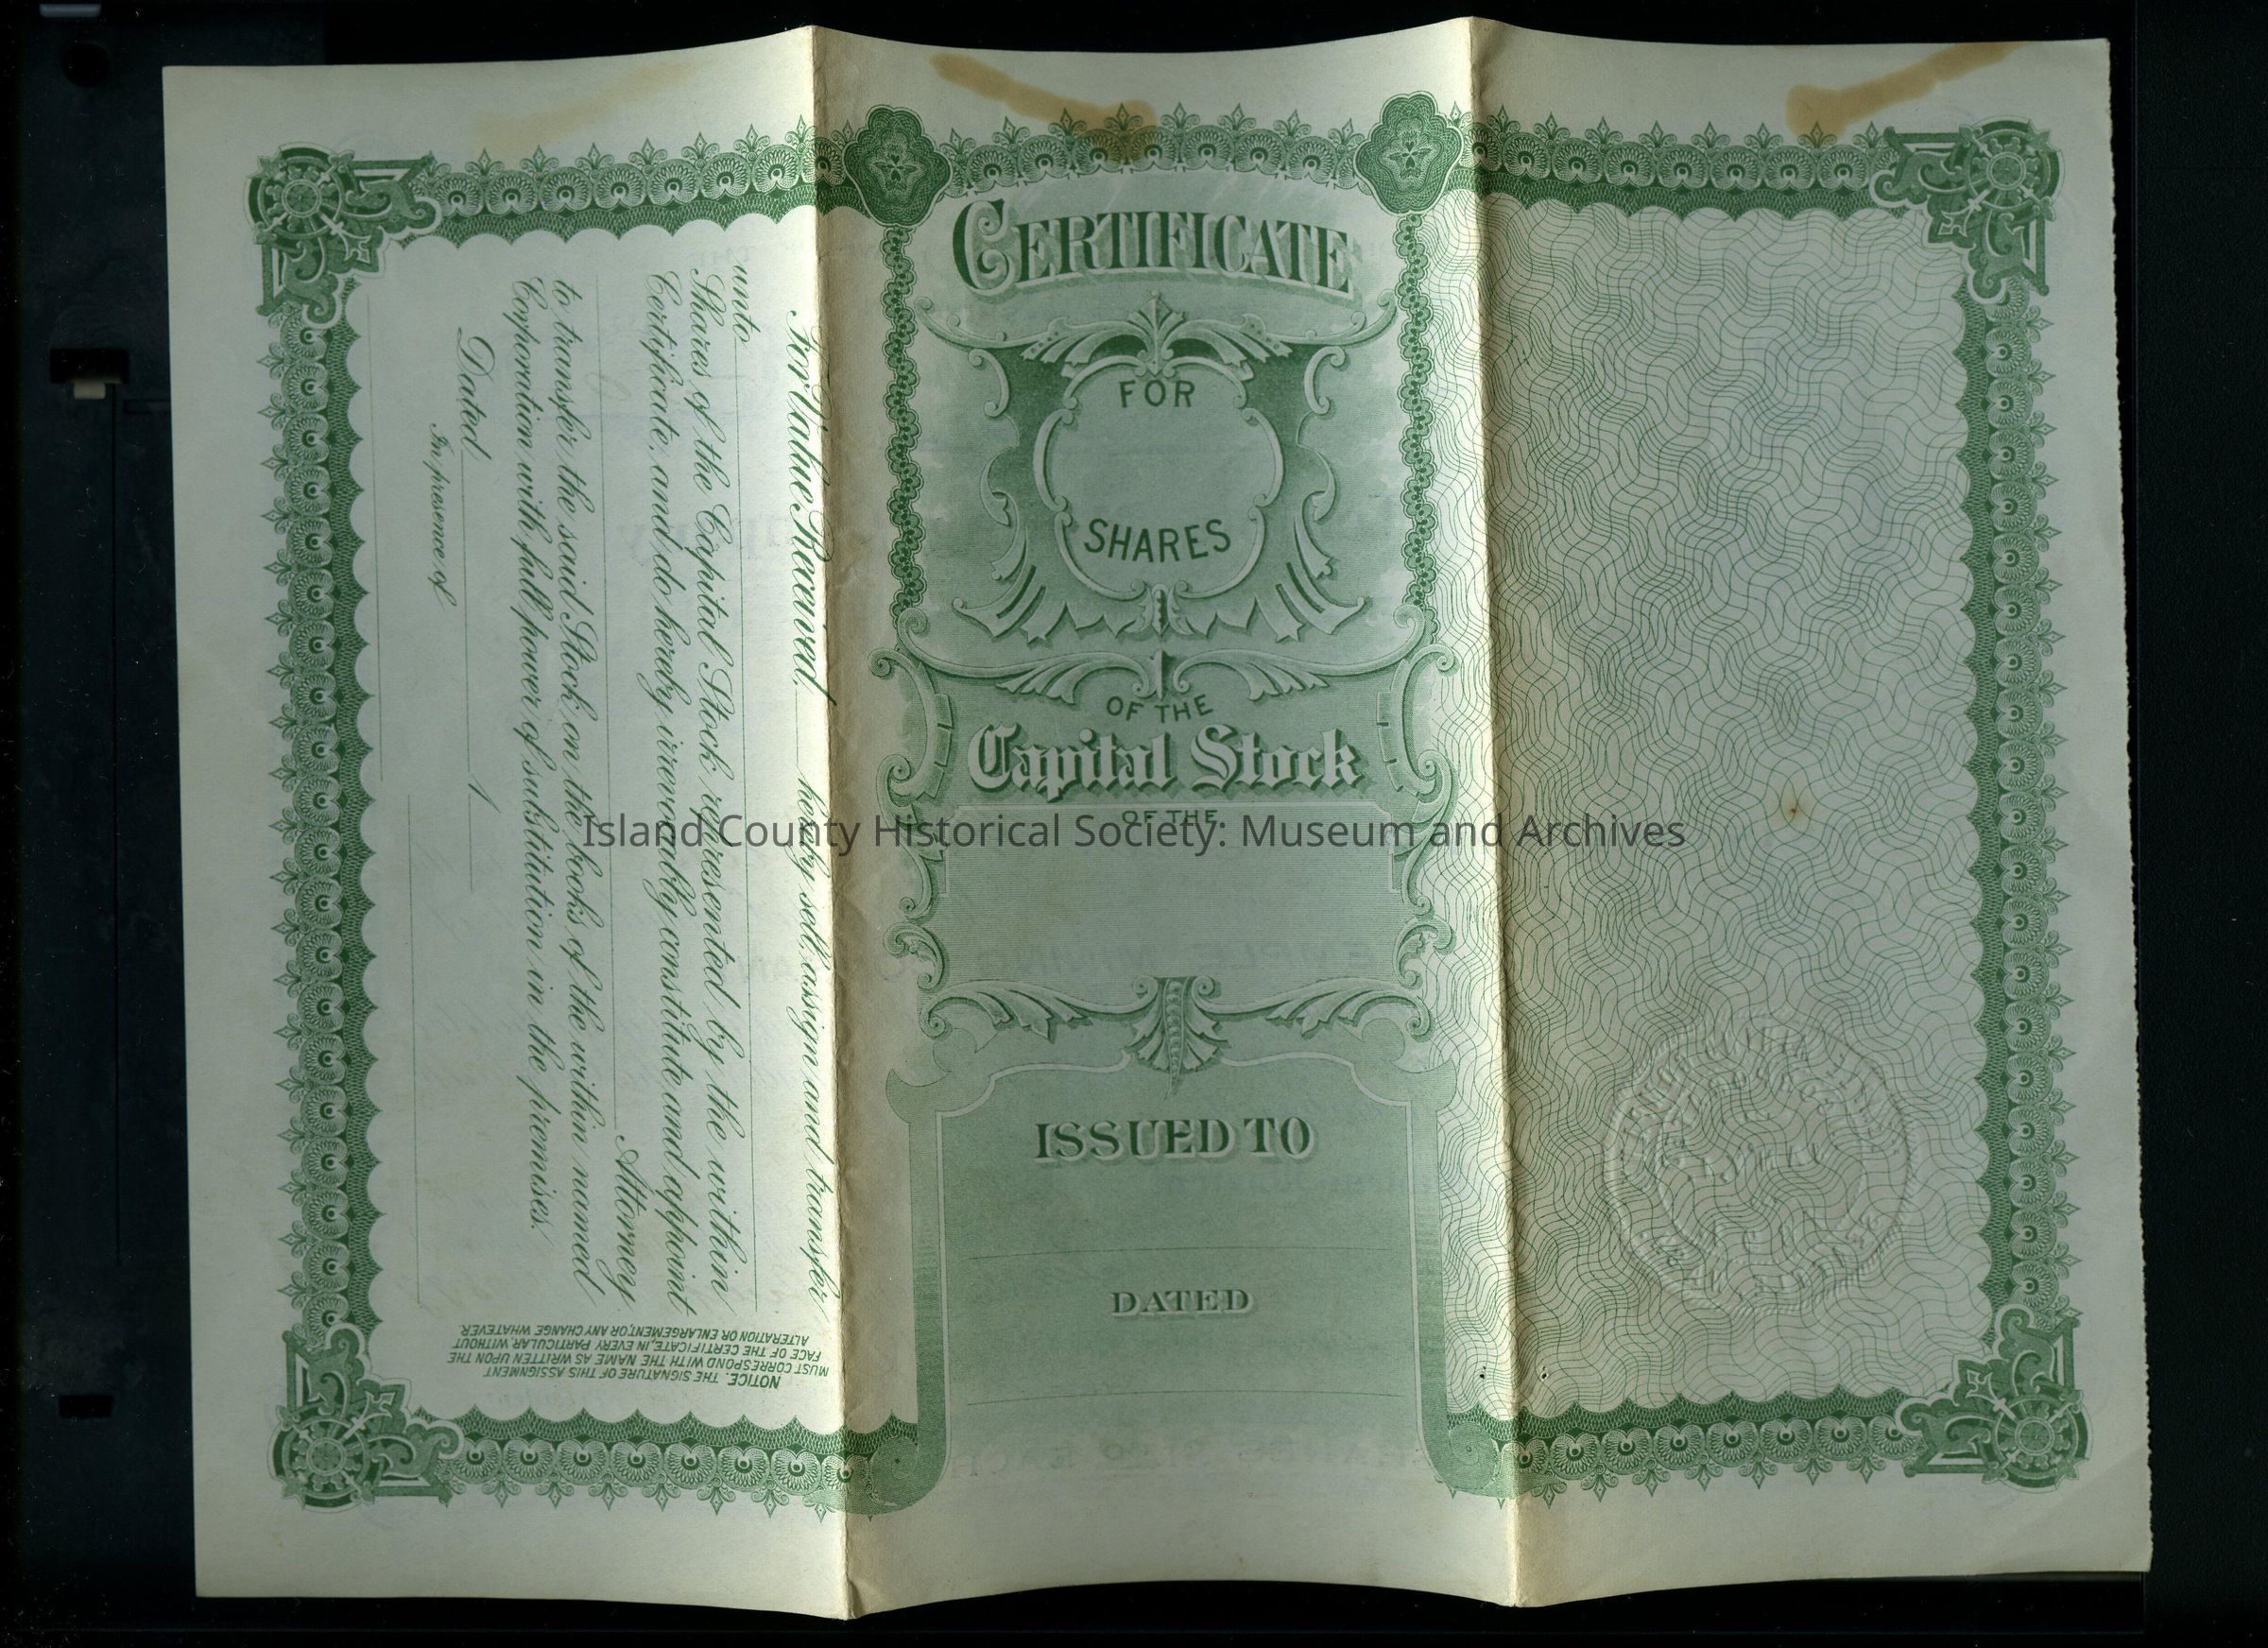 CERTIFICATE
FOR
SHARES
OF THE
Capital Stock
OF THE
ISSUED TO
DATED
For Value Received, hereby sell, assign and transfer
unto
Shares of the Capital Stock represented by the within
Certificate, and do hereby irrevocably constitute and appoint
Attorney
to transfer the said Stock on the books of the within named
Corporation with full power of substitution in the premises.
Dated 1
In presence of
NOTICE. THE SIGNATURE OF THIS ASSIGNMENT
MUST CORRESPOND WITH THE NAME AS WRITTEN UPON THE
FACE OF THE CERTIFICATE, IN EVERY PARTICULAR WITHOUT
ALTERATION OR ENLARGEMENT, OR ANY CHANGE WHATEVER.
Island County Historical Society: Museum and Archives